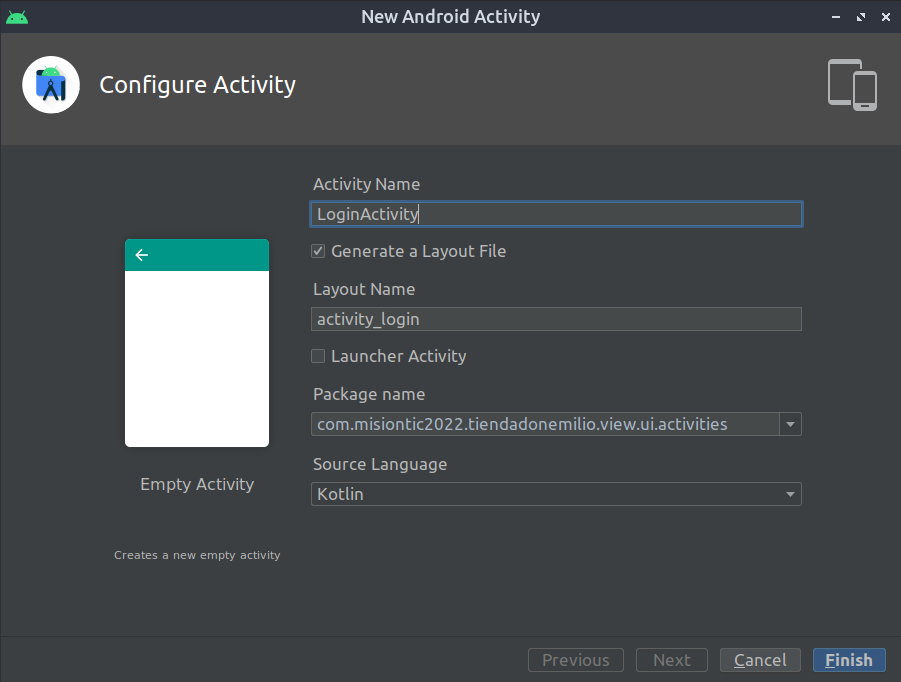 New Android Activity
Configure Activity
Activity Name
LoginActivity
Generate a Layout File
Layout Name
activity_login
Launcher Activity
Package name
com.misiontic2022.tiendadonemilio.view.ui.activities
Source Language
Kotlin
Empty Activity
Creates a new empty activity
Previous
Next
Cancel
Finish